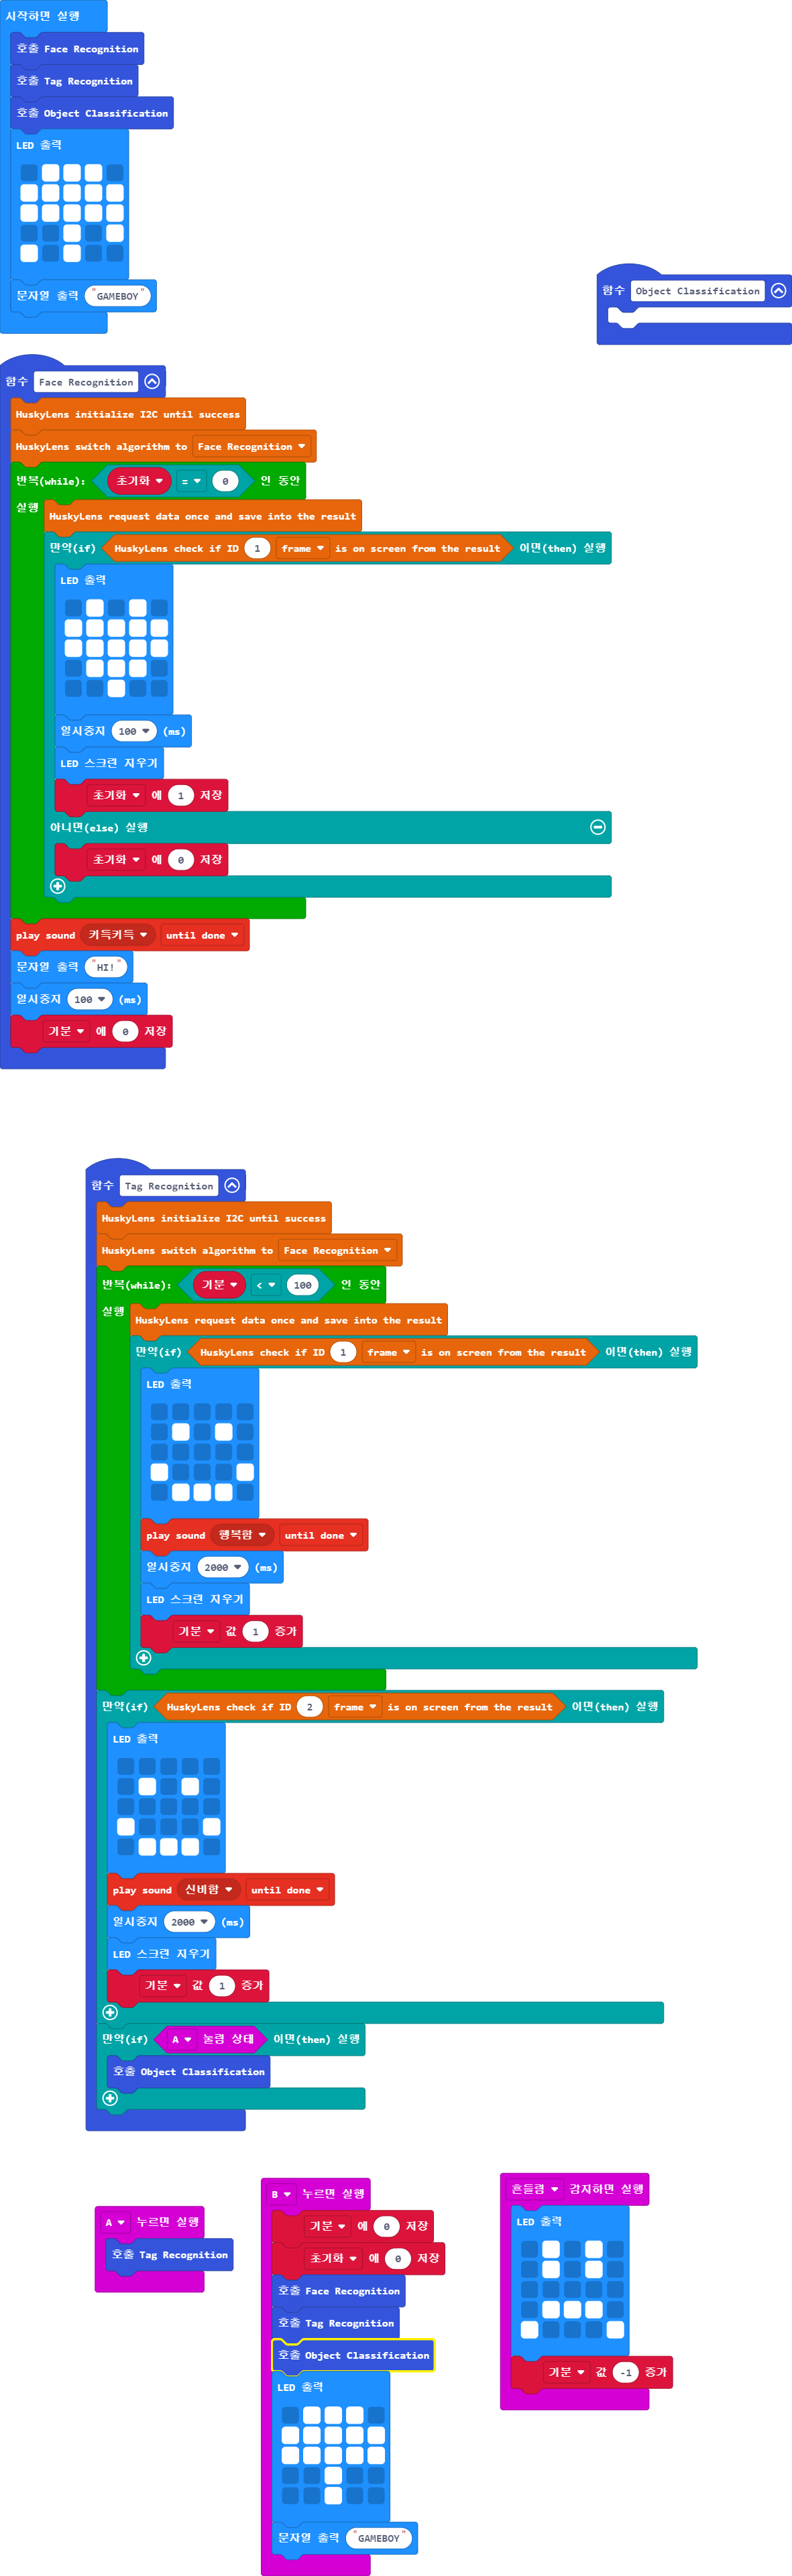 시작하면 실행
호출 Face Recognition
호출 Tag Recognition
호출 Object Classification
LED 출력
문자열 출력 "GAMEBOY"
함수 Object Classification
함수 Face Recognition
HuskyLens initialize I2C until success
HuskyLens switch algorithm to Face Recognition
반복(while): 초기화 = 0 인 동안
실행
HuskyLens request data once and save into the result
만약(if) HuskyLens check if ID 1 frame is on screen from the result 이면(then) 실행
LED 출력
일시중지 100 (ms)
LED 스크린 지우기
초기화 에 1 저장
아니면(else) 실행
초기화 에 0 저장
play sound 키득키득 until done
문자열 출력 "HI!"
일시중지 100 (ms)
기분 에 0 저장
함수 Tag Recognition
HuskyLens initialize I2C until success
HuskyLens switch algorithm to Face Recognition
반복(while): 기분 < 100 인 동안
실행
HuskyLens request data once and save into the result
만약(if) HuskyLens check if ID 1 frame is on screen from the result 이면(then) 실행
LED 출력
play sound 행복함 until done
일시중지 2000 (ms)
LED 스크린 지우기
기분 값 1 증가
만약(if) HuskyLens check if ID 2 frame is on screen from the result 이면(then) 실행
LED 출력
play sound 신비함 until done
일시중지 2000 (ms)
LED 스크린 지우기
기분 값 1 증가
만약(if) A 눌림 상태 이면(then) 실행
호출 Object Classification
A 누르면 실행
호출 Tag Recognition
B 누르면 실행
기분 에 0 저장
초기화 에 0 저장
호출 Face Recognition
호출 Tag Recognition
호출 Object Classification
LED 출력
문자열 출력 "GAMEBOY"
흔들림 감지하면 실행
LED 출력
기분 값 -1 증가